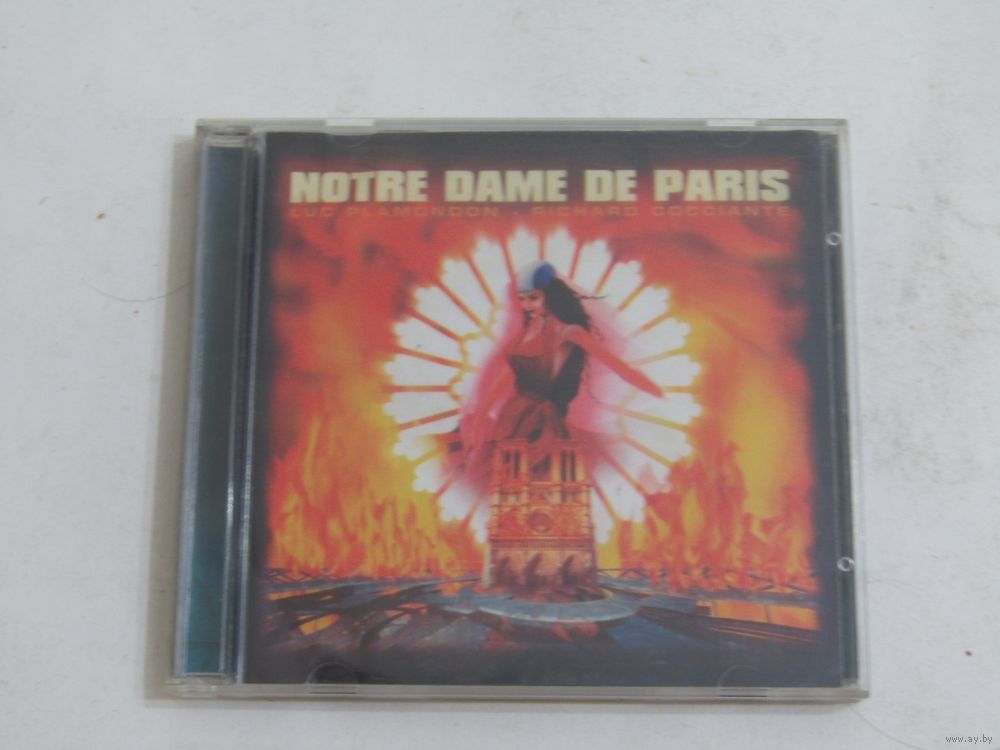 NOTRE DAME DE PARIS
LUC PLAMONDON - RICHARD COCCIANTE
www.ay.by